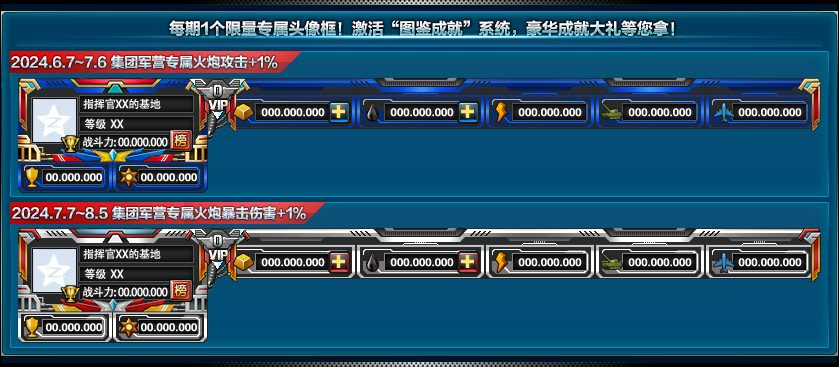 每期1个限量专属头像框！激活“图鉴成就”系统，豪华成就大礼等您拿！
2024.6.7~7.6 集团军营专属火炮攻击+1%
指挥官XX的基地
等级 XX
战斗力:00.000.000 榜
0
VIP
000.000.000 000.000.000 000.000.000 000.000.000 000.000.000
00.000.000 00.000.000
2024.7.7~8.5 集团军营专属火炮暴击伤害+1%
指挥官XX的基地
等级 XX
战斗力:00.000.000 榜
0
VIP
000.000.000 000.000.000 000.000.000 000.000.000 000.000.000
00.000.000 00.000.000